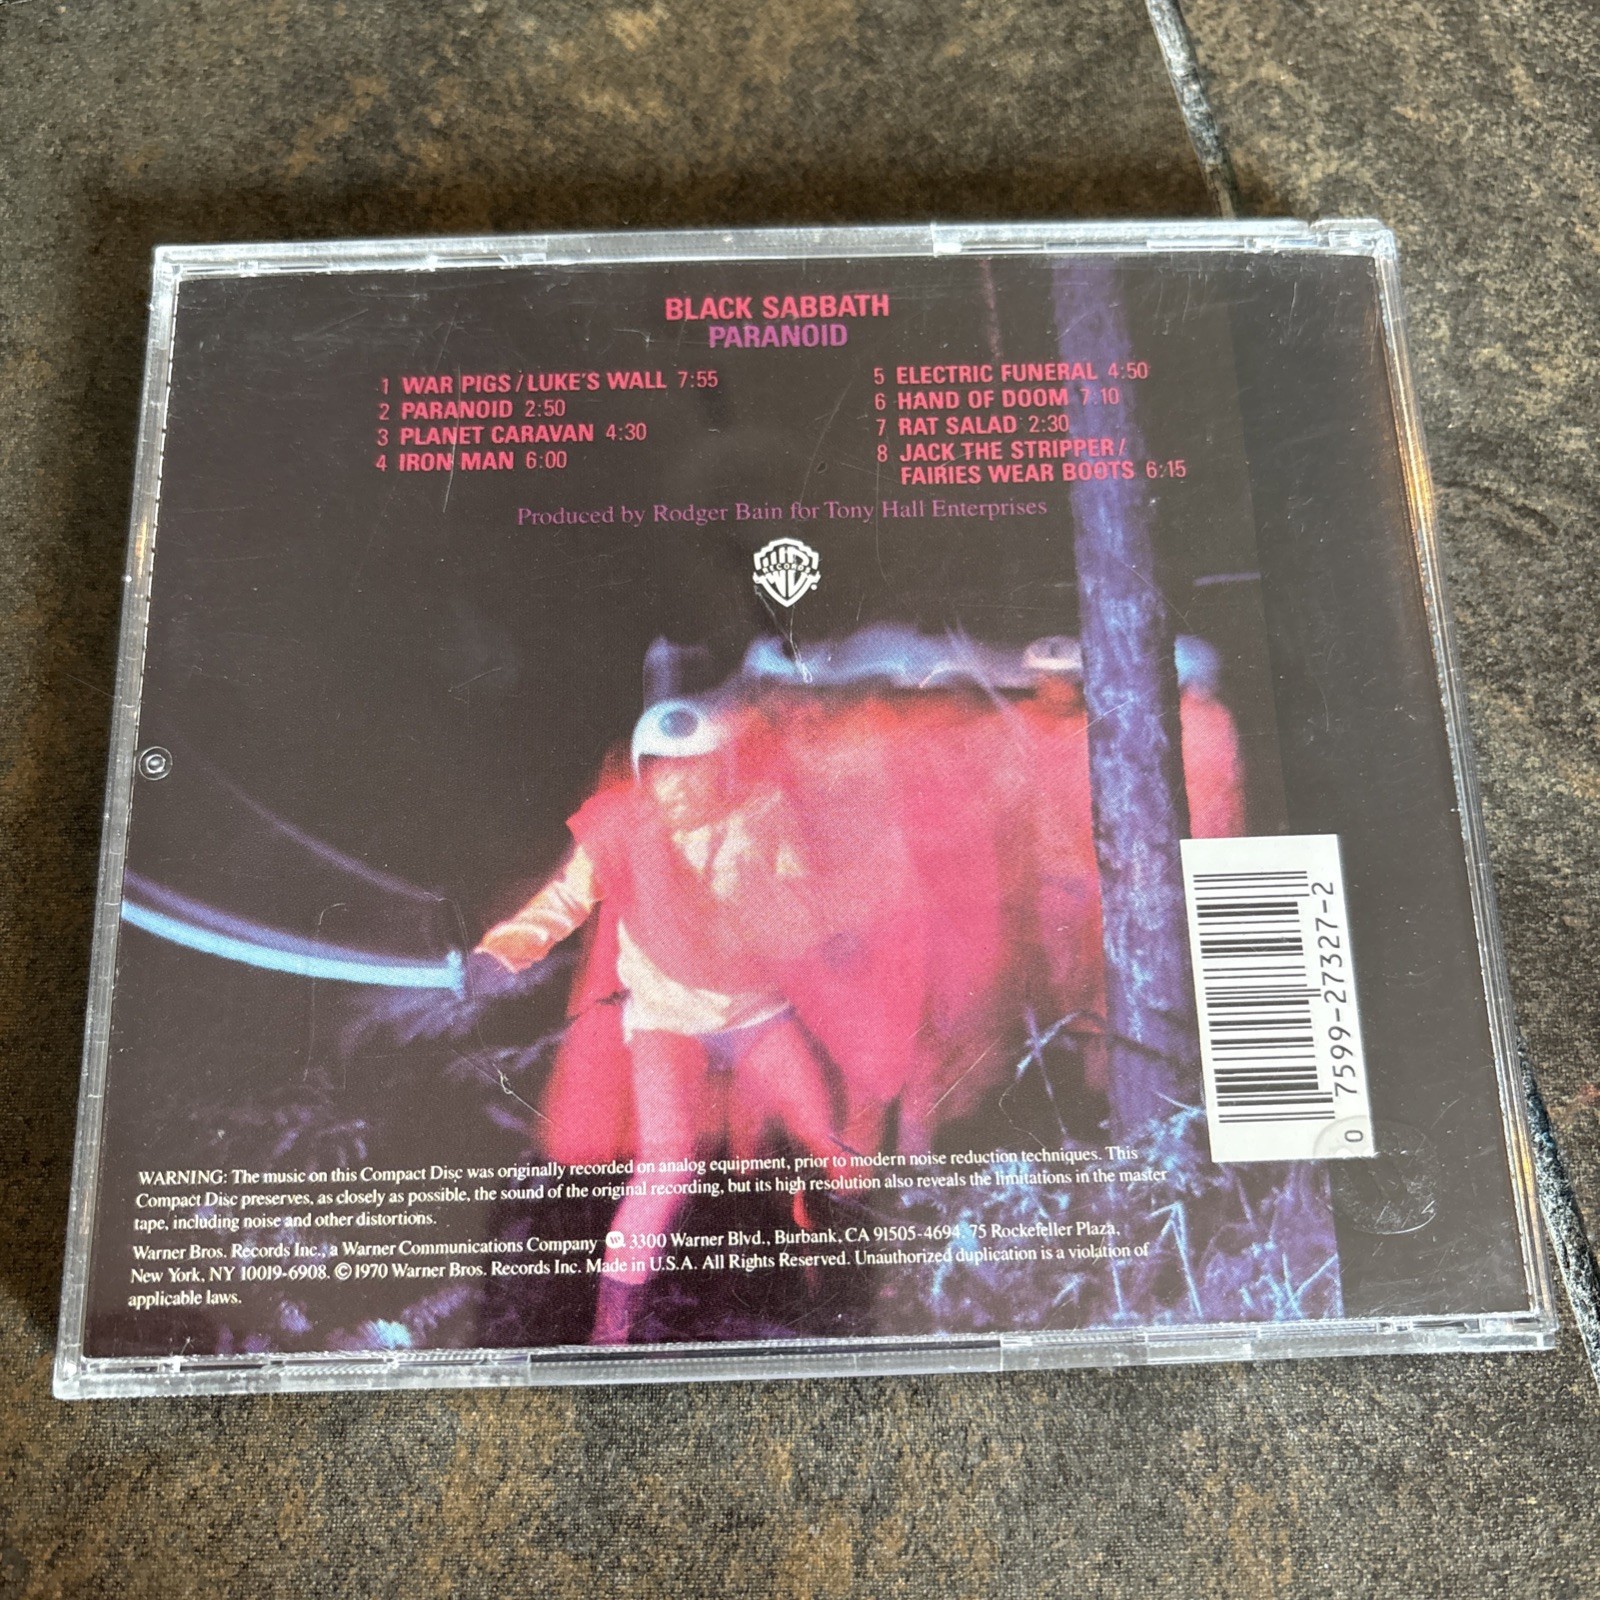 BLACK SABBATH
PARANOID
1 WAR PIGS/LUKE'S WALL 7:55
2 PARANOID 2:50
3 PLANET CARAVAN 4:30
4 IRON MAN 6:00
5 ELECTRIC FUNERAL 4:50
6 HAND OF DOOM 7:10
7 RAT SALAD 2:30
8 JACK THE STRIPPER/
FAIRIES WEAR BOOTS 6:15
Produced by Rodger Bain for Tony Hall Enterprises
RECORDS
0 7599-27327-2
WARNING: The music on this Compact Disc was originally recorded on analog equipment, prior to modern noise reduction techniques. This
Compact Disc preserves, as closely as possible, the sound of the original recording, but its high resolution also reveals the limitations in the master
tape, including noise and other distortions.
Warner Bros. Records Inc., a Warner Communications Company 3300 Warner Blvd., Burbank, CA 91505-4694. 75 Rockefeller Plaza,
New York, NY 10019-6908. ©1970 Warner Bros. Records Inc. Made in U.S.A. All Rights Reserved. Unauthorized duplication is a violation of
applicable laws.